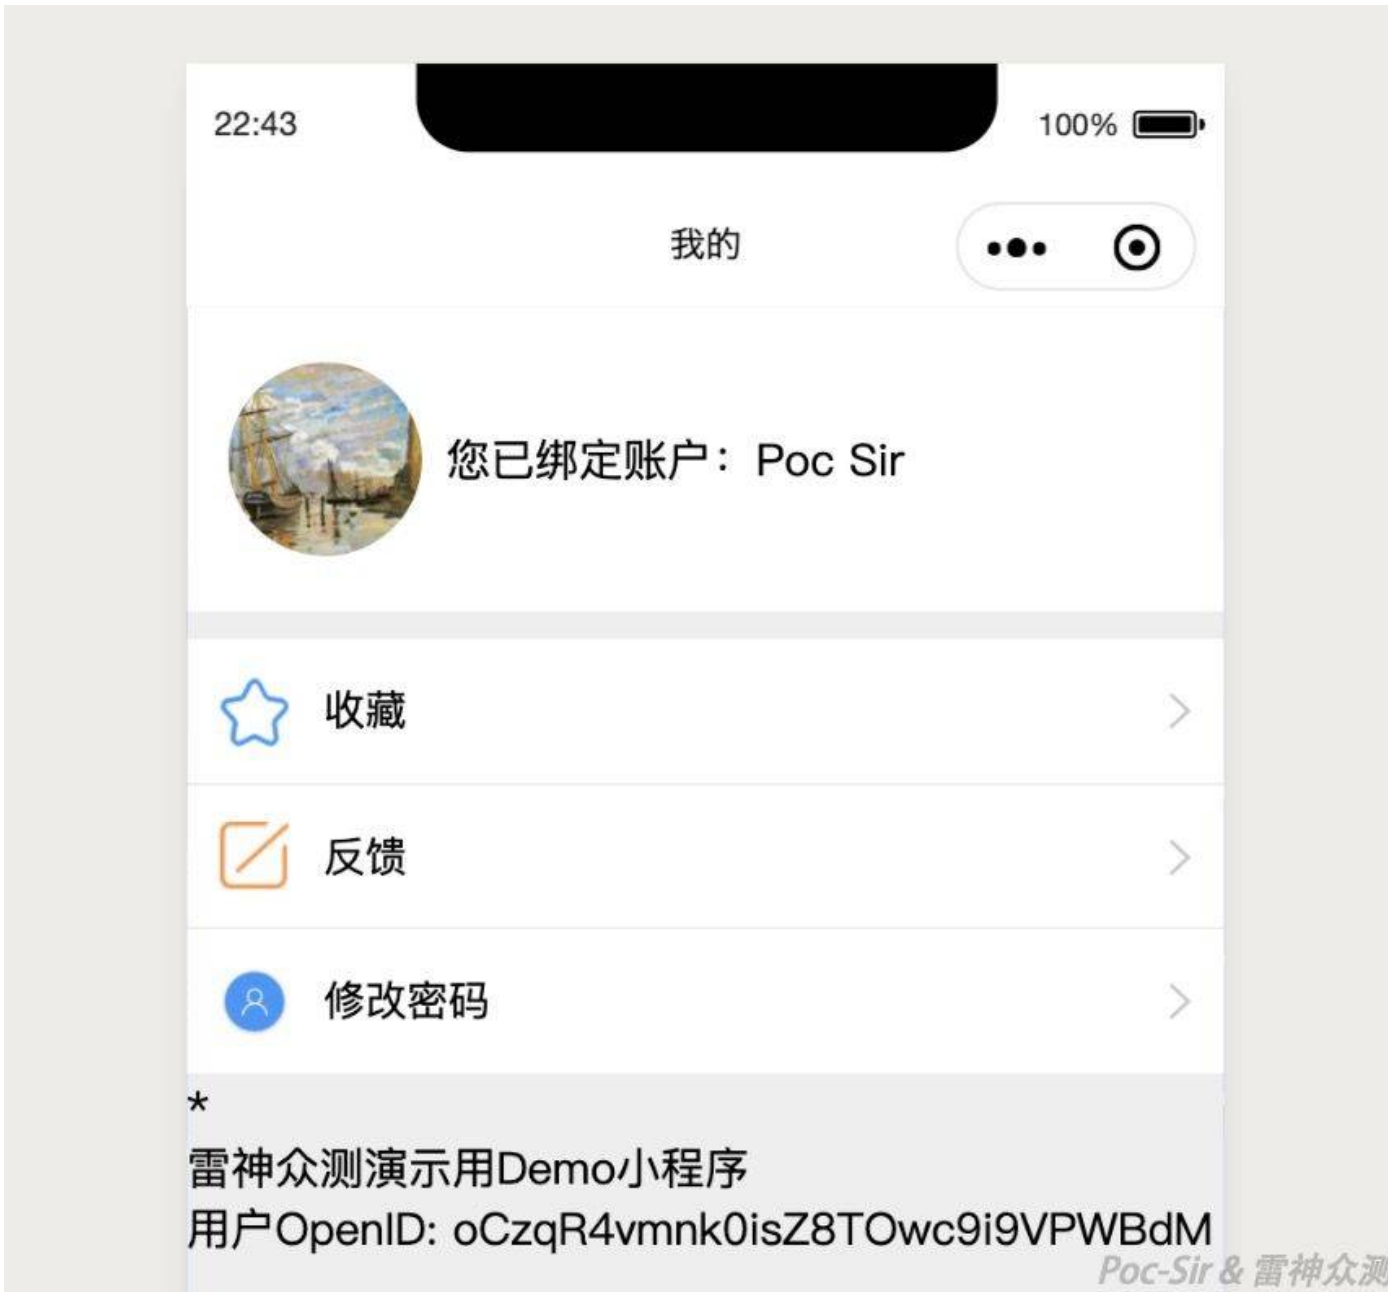 22:43
100%
我的
您已绑定账户：Poc Sir
收藏
反馈
修改密码
*
雷神众测演示用Demo小程序
用户OpenID: oCzqR4vmnk0isZ8TOwc9i9VPWBdM
Poc-Sir & 雷神众测